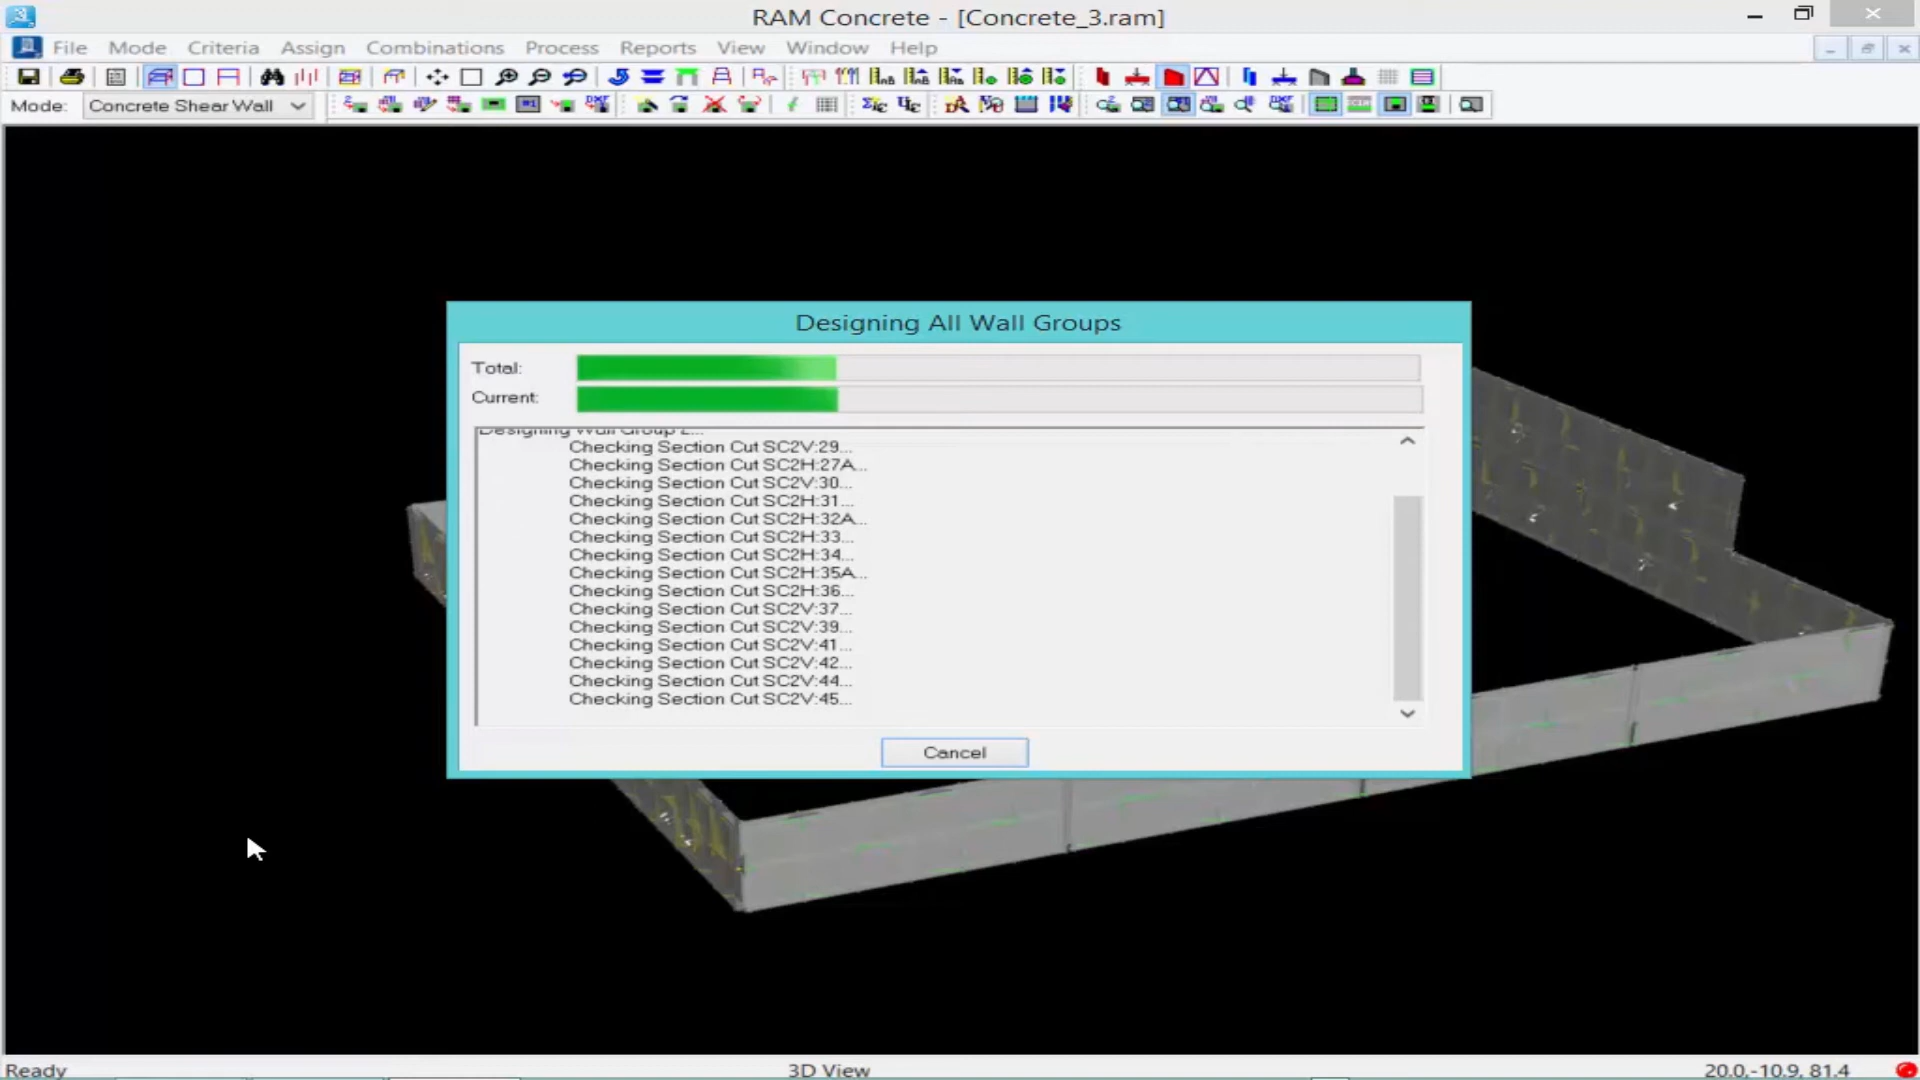 RAM Concrete - [Concrete_3.ram]
File Mode Criteria Assign Combinations Process Reports View Window Help
Mode: Concrete Shear Wall
Designing All Wall Groups
Total:
Current:
Designing Wall Group 2...
Checking Section Cut SC2V:29...
Checking Section Cut SC2H:27A...
Checking Section Cut SC2V:30...
Checking Section Cut SC2H:31...
Checking Section Cut SC2H:32A...
Checking Section Cut SC2H:33...
Checking Section Cut SC2H:34...
Checking Section Cut SC2H:35A...
Checking Section Cut SC2H:36...
Checking Section Cut SC2V:37...
Checking Section Cut SC2V:39...
Checking Section Cut SC2V:41...
Checking Section Cut SC2V:42...
Checking Section Cut SC2V:44...
Checking Section Cut SC2V:45...
Cancel
Ready 3D View 20.0,-10.9, 81.4